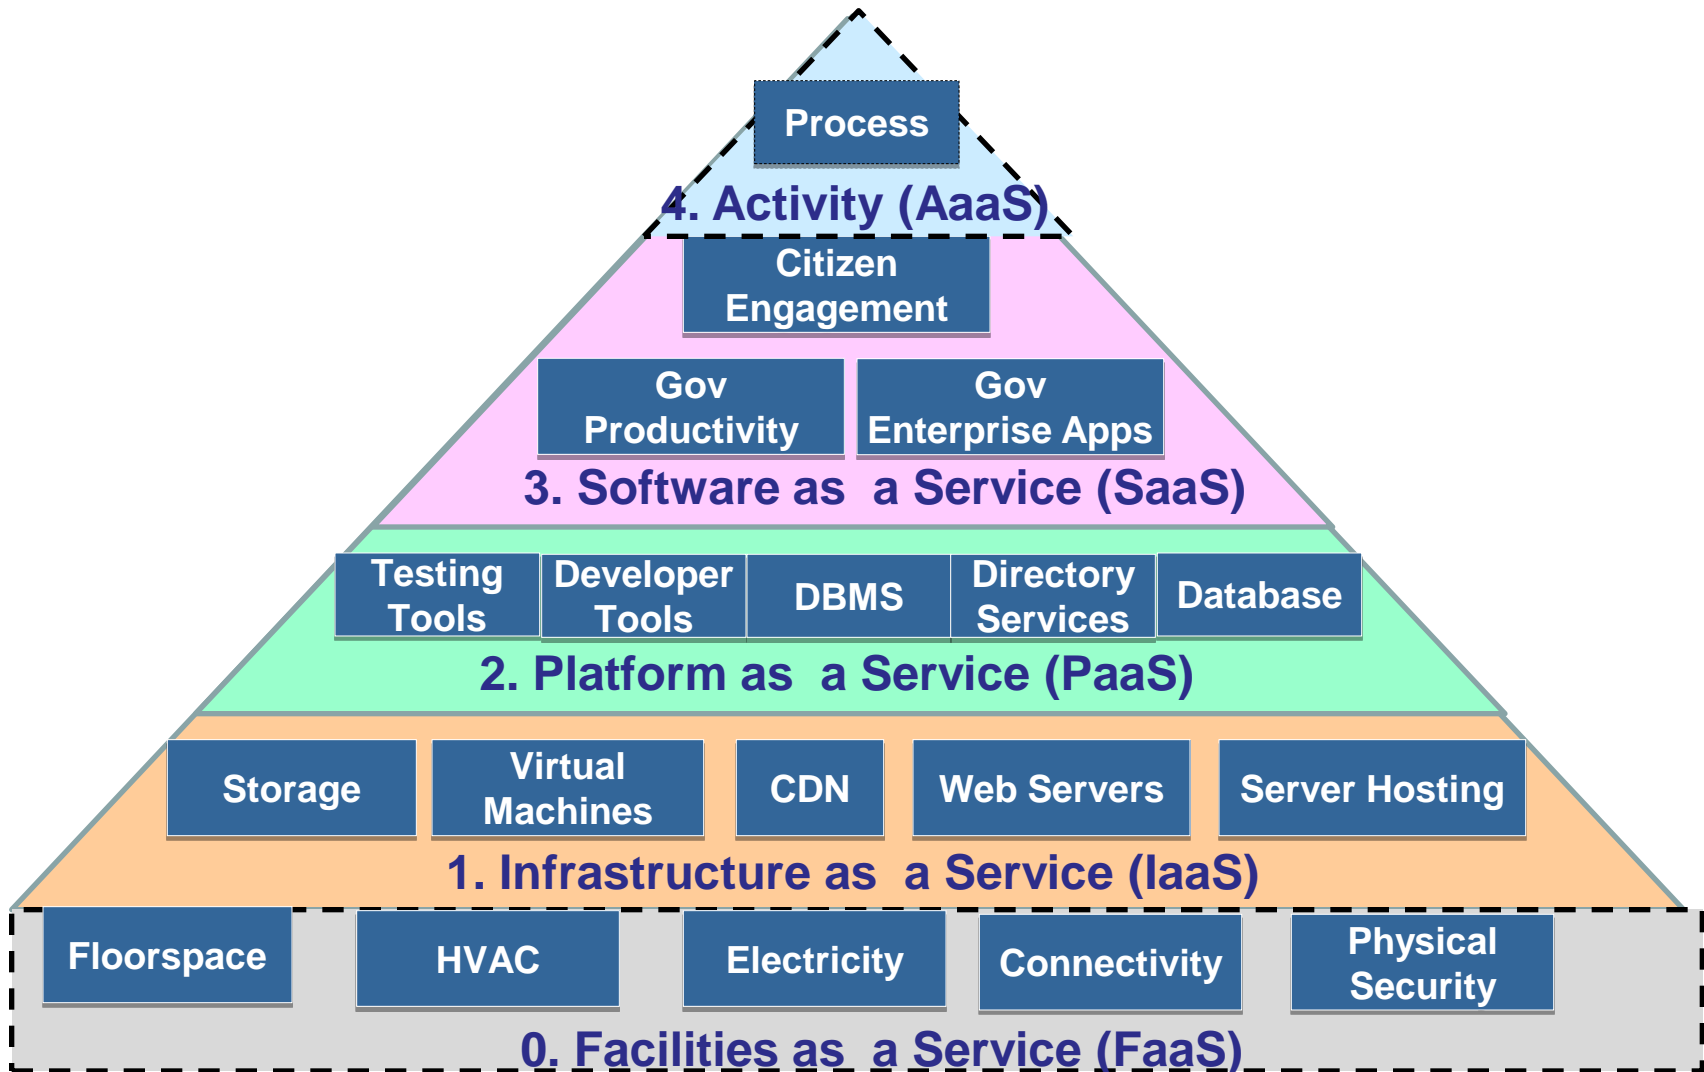 Process
4. Activity (AaaS)
Citizen
Engagement
Gov
Productivity
Gov
Enterprise Apps
3. Software as  a Service (SaaS)
Testing
Tools
Developer
Tools
DBMS
Directory
Services
Database
2. Platform as  a Service (PaaS)
Storage
Virtual
Machines
CDN
Web Servers
Server Hosting
1. Infrastructure as  a Service (IaaS)
Floorspace
HVAC
Electricity
Connectivity
Physical
Security
0. Facilities as  a Service (FaaS)